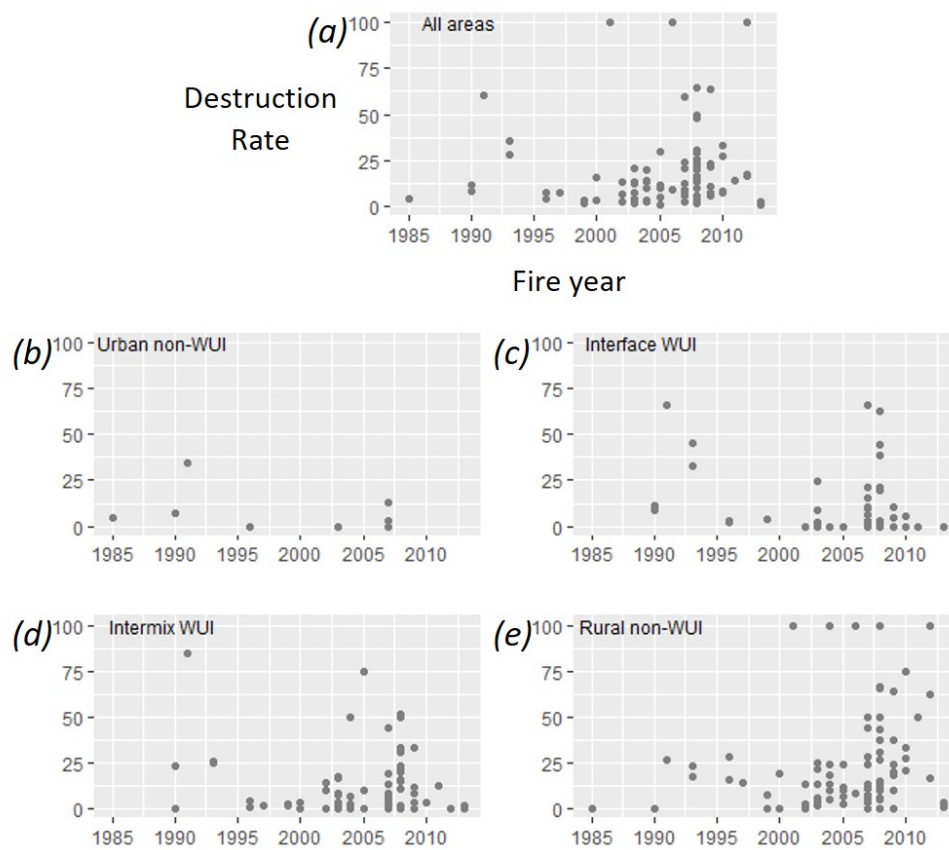 (a) All areas
Destruction
Rate
100
75
50
25
0
1985 1990 1995 2000 2005 2010
Fire year
(b) Urban non-WUI
100
75
50
25
0
1985 1990 1995 2000 2005 2010
(c) Interface WUI
100
75
50
25
0
1985 1990 1995 2000 2005 2010
(d) Intermix WUI
100
75
50
25
0
1985 1990 1995 2000 2005 2010
(e) Rural non-WUI
100
75
50
25
0
1985 1990 1995 2000 2005 2010